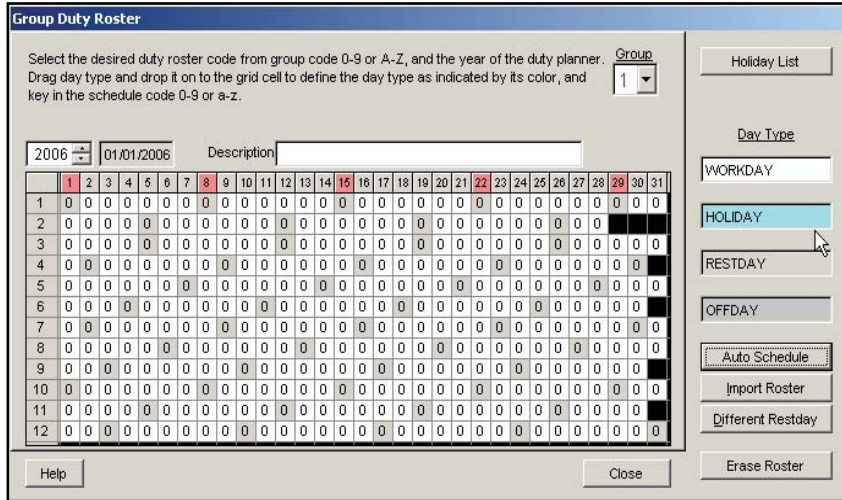 Group Duty Roster
Select the desired duty roster code from group code 0-9 or A-Z, and the year of the duty planner.
Drag day type and drop it on to the grid cell to define the day type as indicated by its color, and
key in the schedule code 0-9 or a-z.
Group
1
2006 01/01/2006 Description
1 2 3 4 5 6 7 8 9 10 11 12 13 14 15 16 17 18 19 20 21 22 23 24 25 26 27 28 29 30 31
1 0 0 0 0 0 0 0 0 0 0 0 0 0 0 0 0 0 0 0 0 0 0 0 0 0 0 0 0 0 0 0
2 0 0 0 0 0 0 0 0 0 0 0 0 0 0 0 0 0 0 0 0 0 0 0 0 0 0 0 0
3 0 0 0 0 0 0 0 0 0 0 0 0 0 0 0 0 0 0 0 0 0 0 0 0 0 0 0 0 0 0 0
4 0 0 0 0 0 0 0 0 0 0 0 0 0 0 0 0 0 0 0 0 0 0 0 0 0 0 0 0 0 0
5 0 0 0 0 0 0 0 0 0 0 0 0 0 0 0 0 0 0 0 0 0 0 0 0 0 0 0 0 0 0 0
6 0 0 0 0 0 0 0 0 0 0 0 0 0 0 0 0 0 0 0 0 0 0 0 0 0 0 0 0 0 0
7 0 0 0 0 0 0 0 0 0 0 0 0 0 0 0 0 0 0 0 0 0 0 0 0 0 0 0 0 0 0 0
8 0 0 0 0 0 0 0 0 0 0 0 0 0 0 0 0 0 0 0 0 0 0 0 0 0 0 0 0 0 0 0
9 0 0 0 0 0 0 0 0 0 0 0 0 0 0 0 0 0 0 0 0 0 0 0 0 0 0 0 0 0 0
10 0 0 0 0 0 0 0 0 0 0 0 0 0 0 0 0 0 0 0 0 0 0 0 0 0 0 0 0 0 0 0
11 0 0 0 0 0 0 0 0 0 0 0 0 0 0 0 0 0 0 0 0 0 0 0 0 0 0 0 0 0 0
12 0 0 0 0 0 0 0 0 0 0 0 0 0 0 0 0 0 0 0 0 0 0 0 0 0 0 0 0 0 0 0
Help
Close
Holiday List
Day Type
WORKDAY
HOLIDAY
RESTDAY
OFFDAY
Auto Schedule
Import Roster
Different Restday
Erase Roster